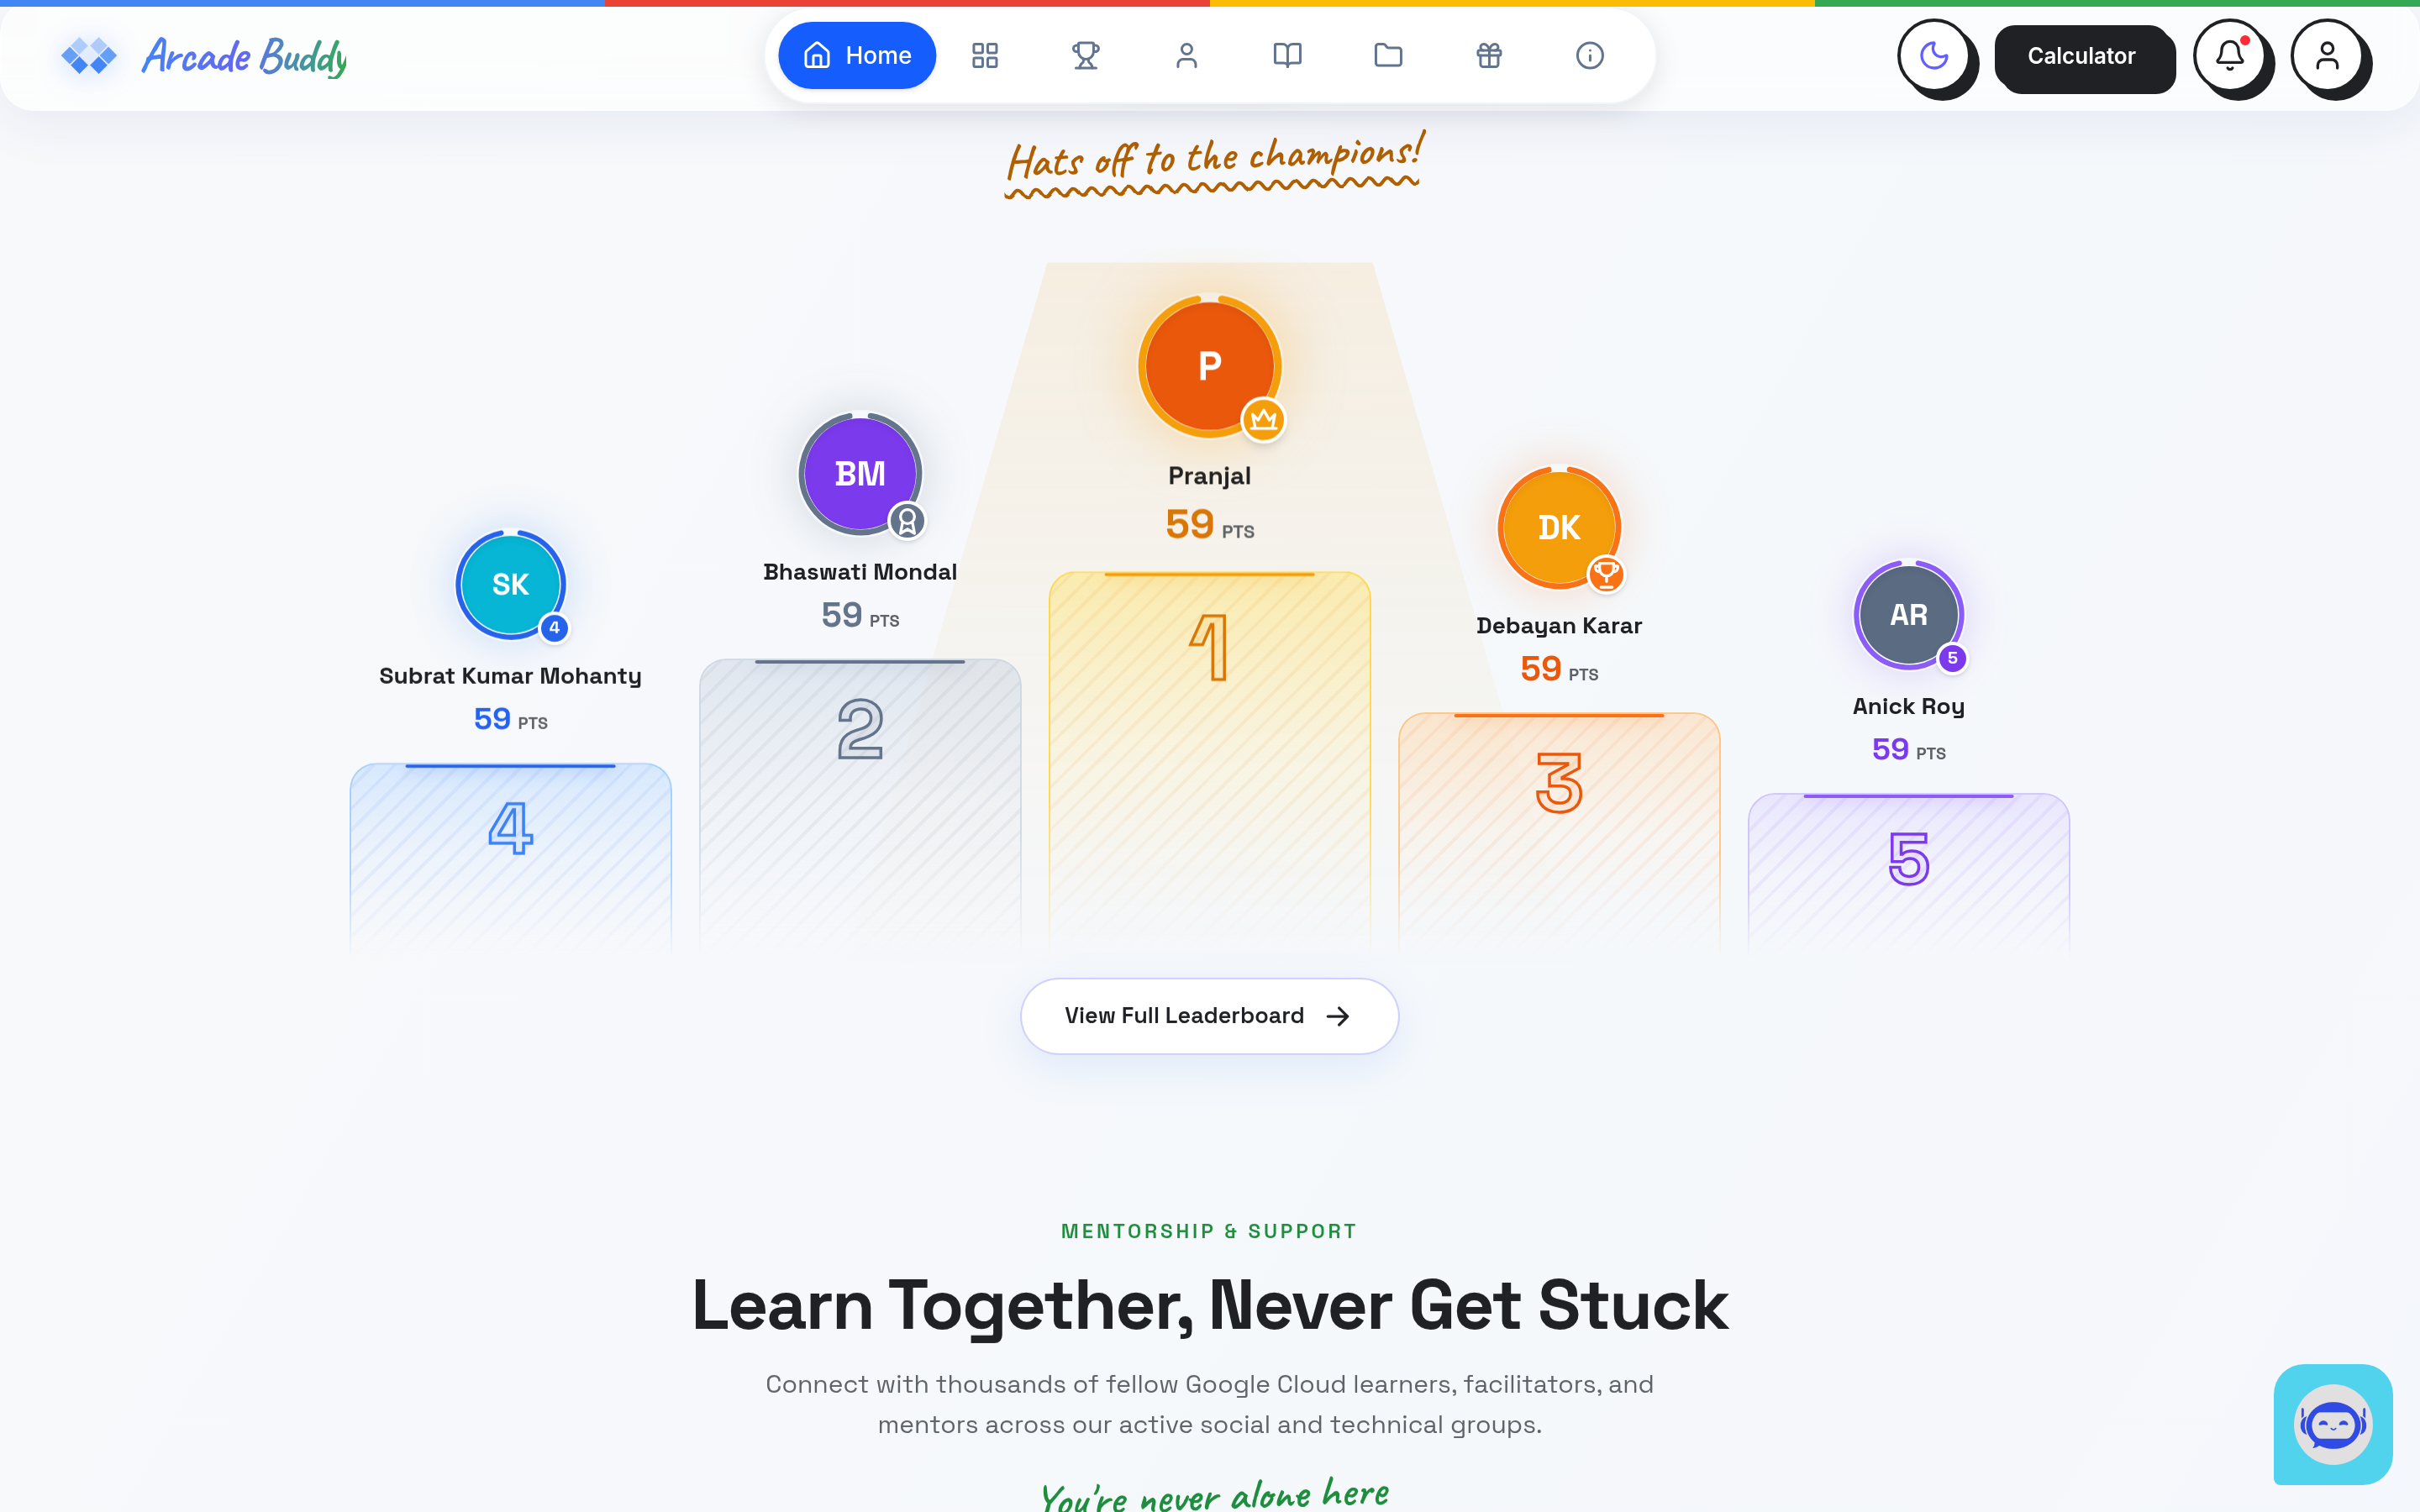 Arcade Buddy
Home
Calculator
Hats off to the champions!
P
Pranjal
59 PTS
1
BM
Bhaswati Mondal
59 PTS
2
DK
Debayan Karar
59 PTS
3
SK
4
Subrat Kumar Mohanty
59 PTS
4
AR
5
Anick Roy
59 PTS
5
View Full Leaderboard
MENTORSHIP & SUPPORT
Learn Together, Never Get Stuck
Connect with thousands of fellow Google Cloud learners, facilitators, and
mentors across our active social and technical groups.
You're never alone here